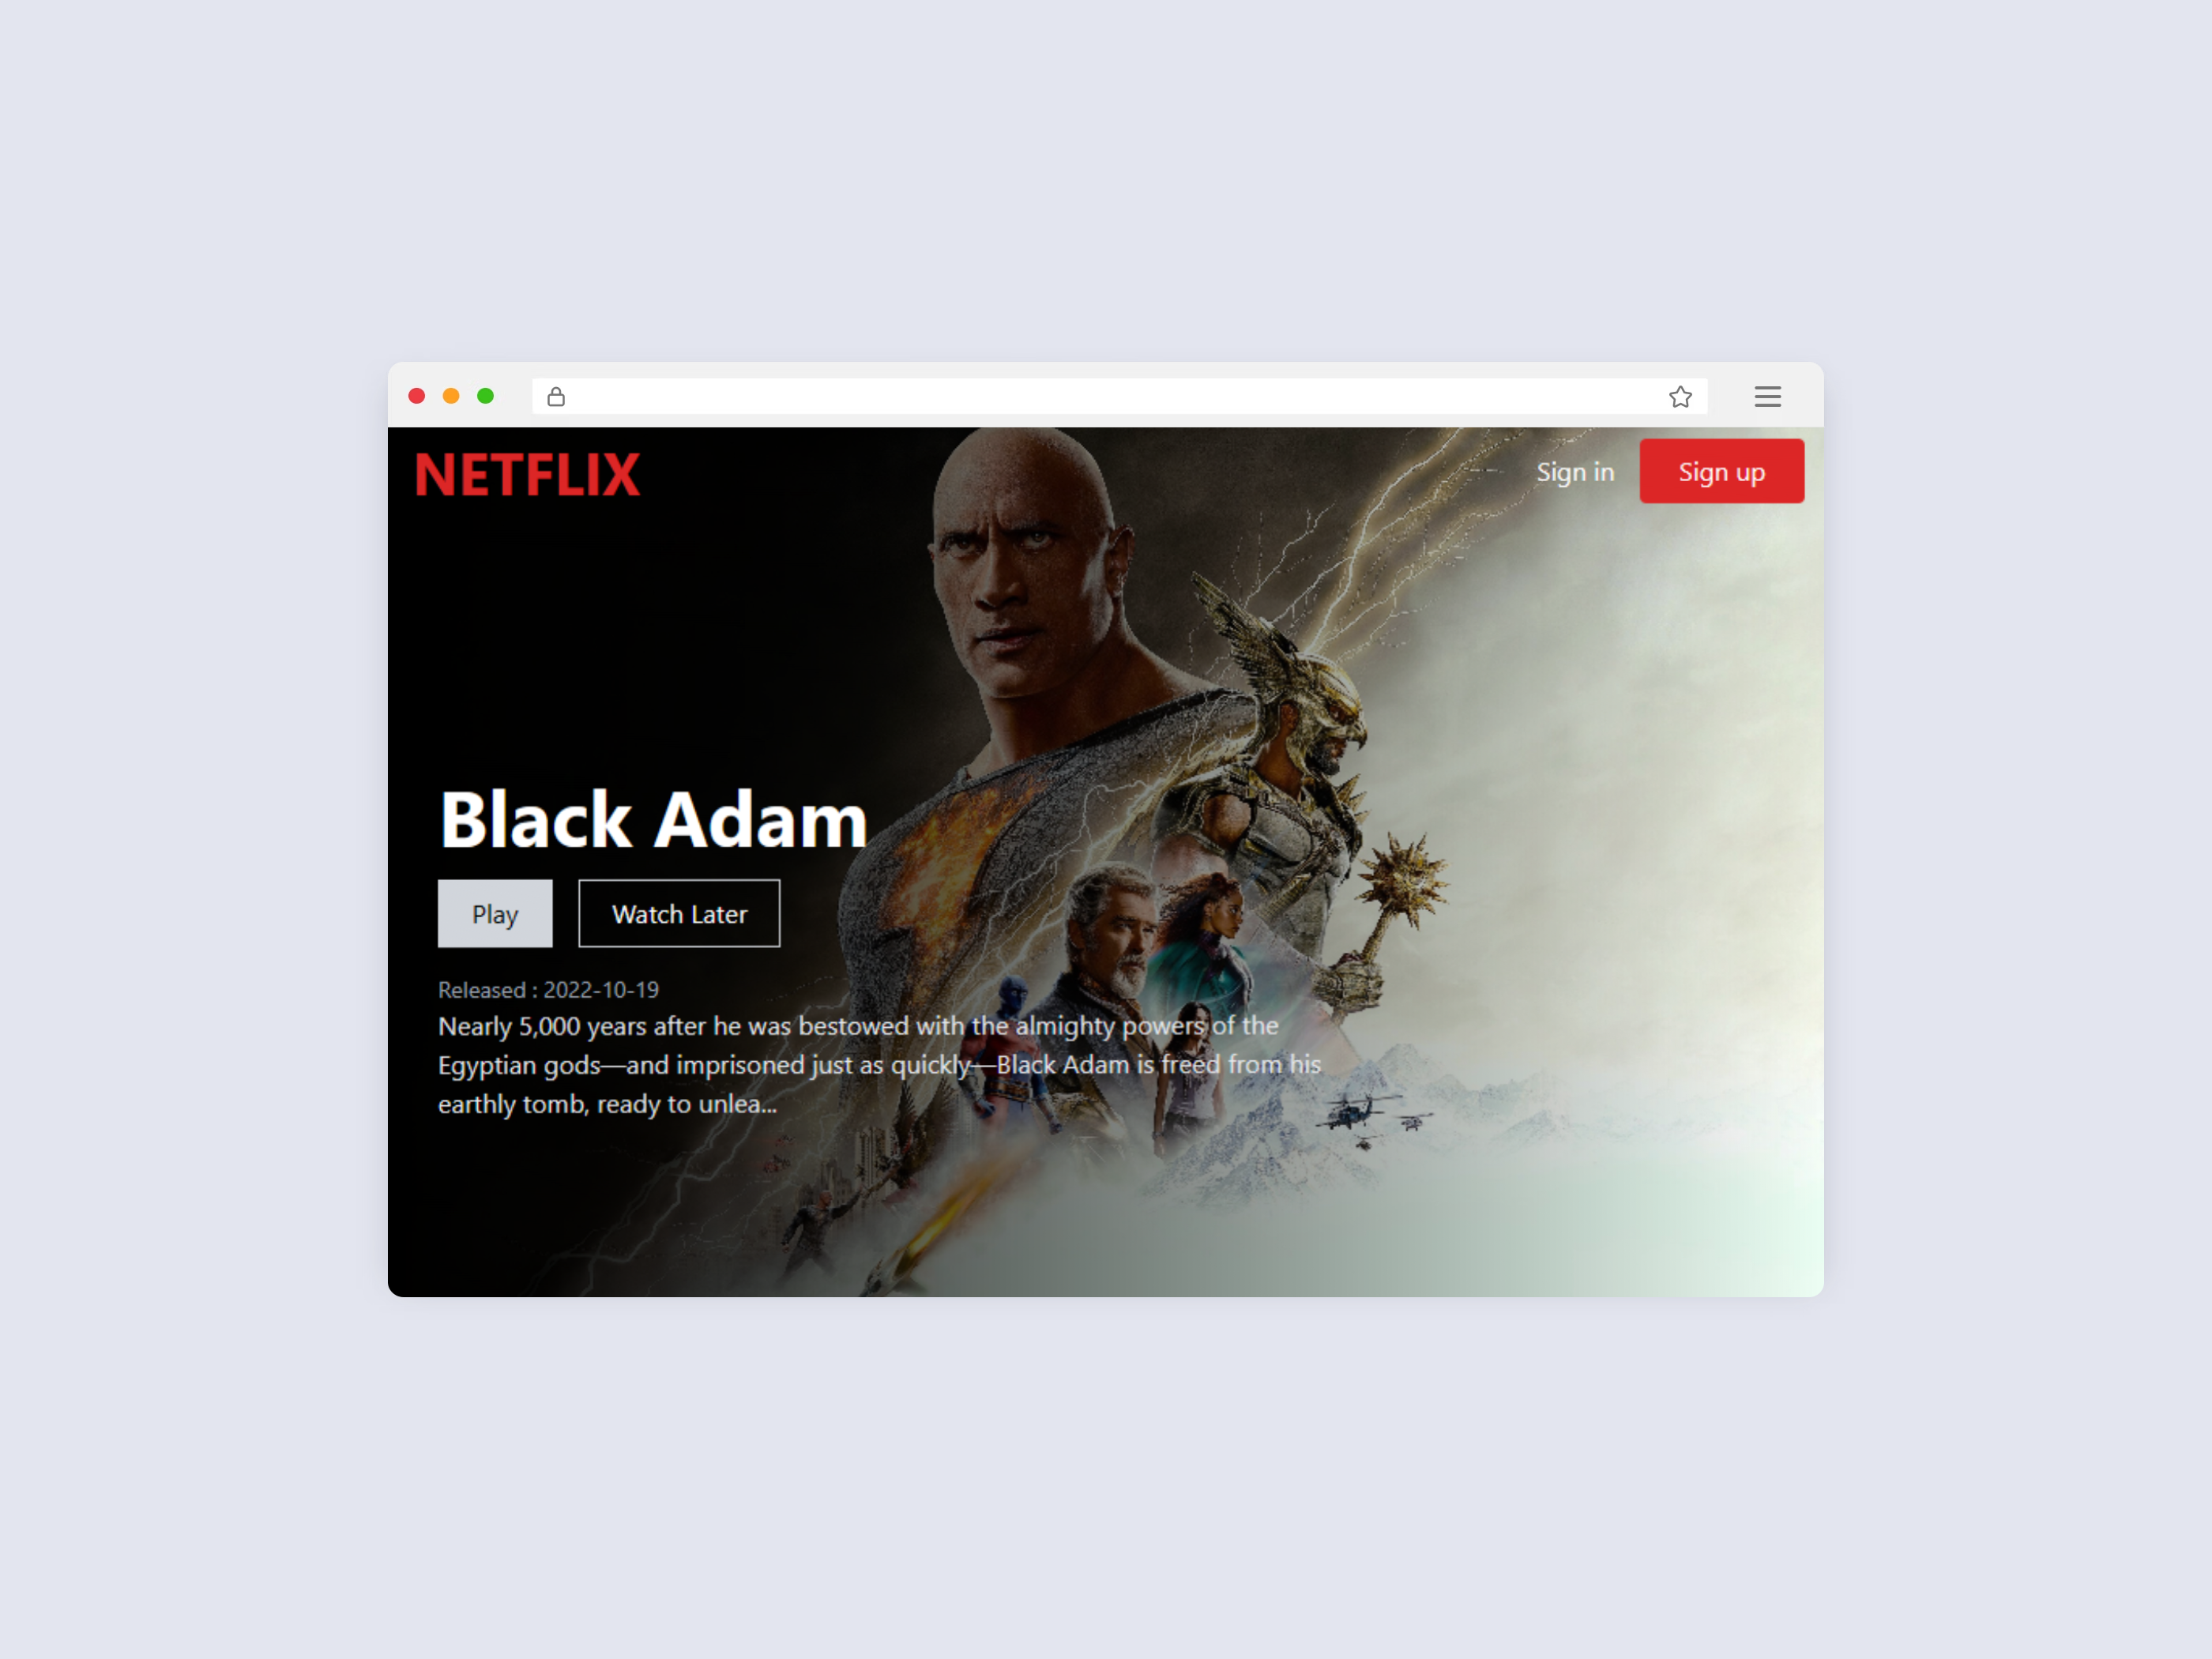 NETFLIX
Sign in
Sign up
Black Adam
Play
Watch Later
Released : 2022-10-19
Nearly 5,000 years after he was bestowed with the almighty powers of the
Egyptian gods—and imprisoned just as quickly—Black Adam is freed from his
earthly tomb, ready to unlea...